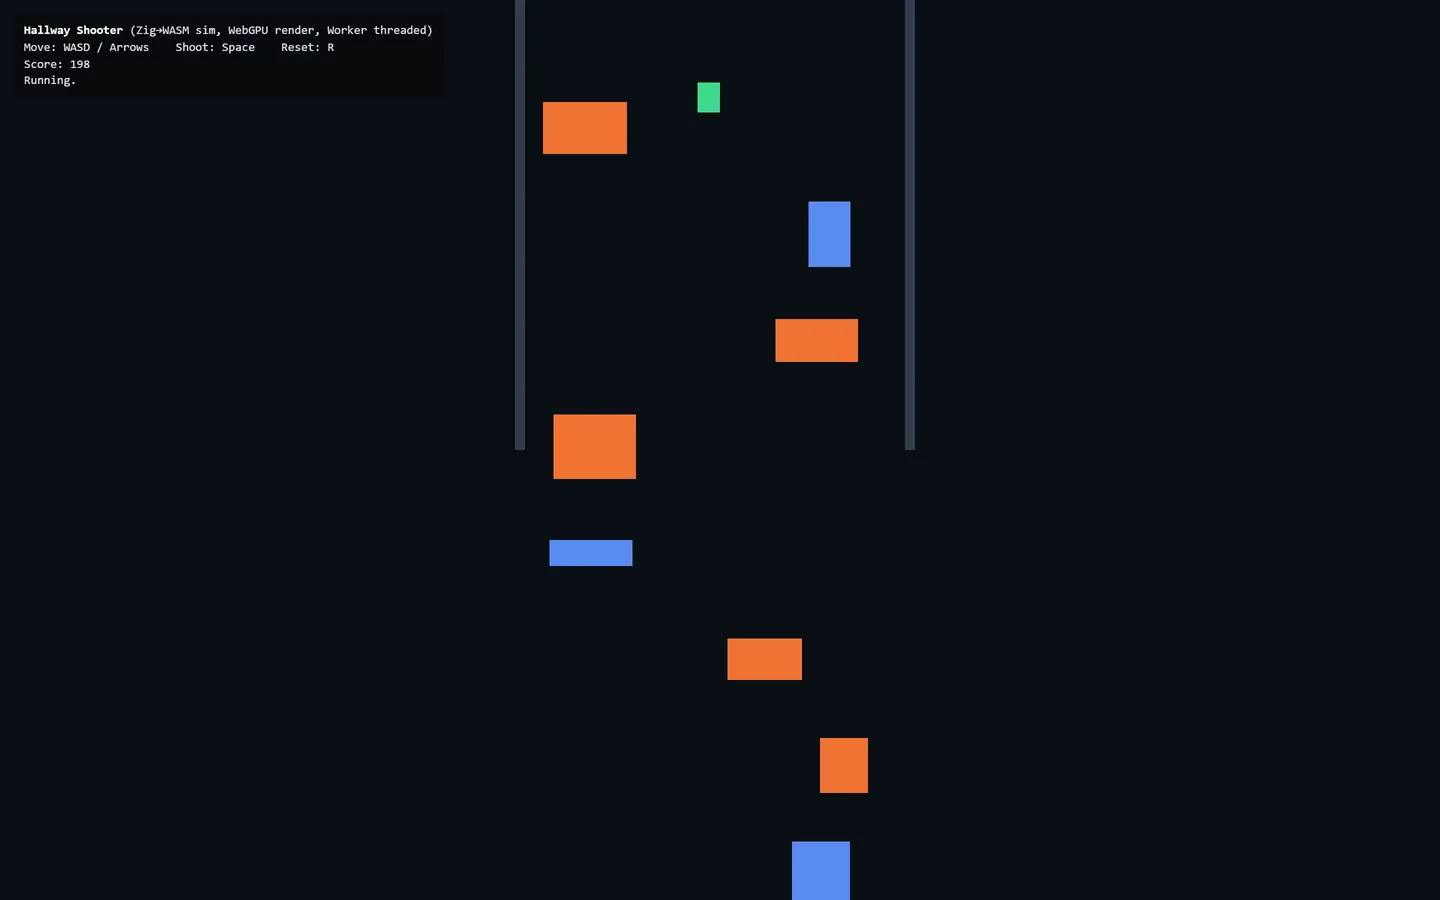 Hallway Shooter (Zig→WASM sim, WebGPU render, Worker threaded)
Move: WASD / Arrows    Shoot: Space    Reset: R
Score: 198
Running.